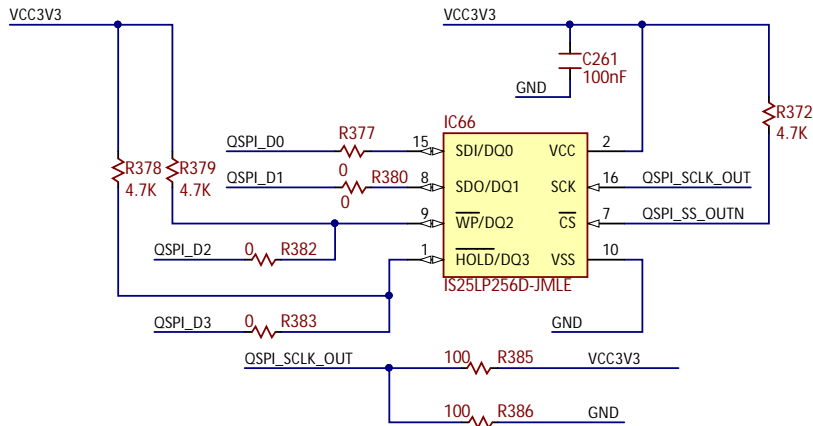 VCC3V3
VCC3V3
C261
100nF
GND
R372
4.7K
IC66
QSPI_D0
R377
0
15
SDI/DQ0
VCC
2
R378
4.7K
R379
4.7K
QSPI_D1
R380
0
8
SDO/DQ1
SCK
16
QSPI_SCLK_OUT
9
WP/DQ2
CS
7
QSPI_SS_OUTN
QSPI_D2
0
R382
1
HOLD/DQ3
VSS
10
IS25LP256D-JMLE
QSPI_D3
0
R383
GND
QSPI_SCLK_OUT
100
R385
VCC3V3
100
R386
GND